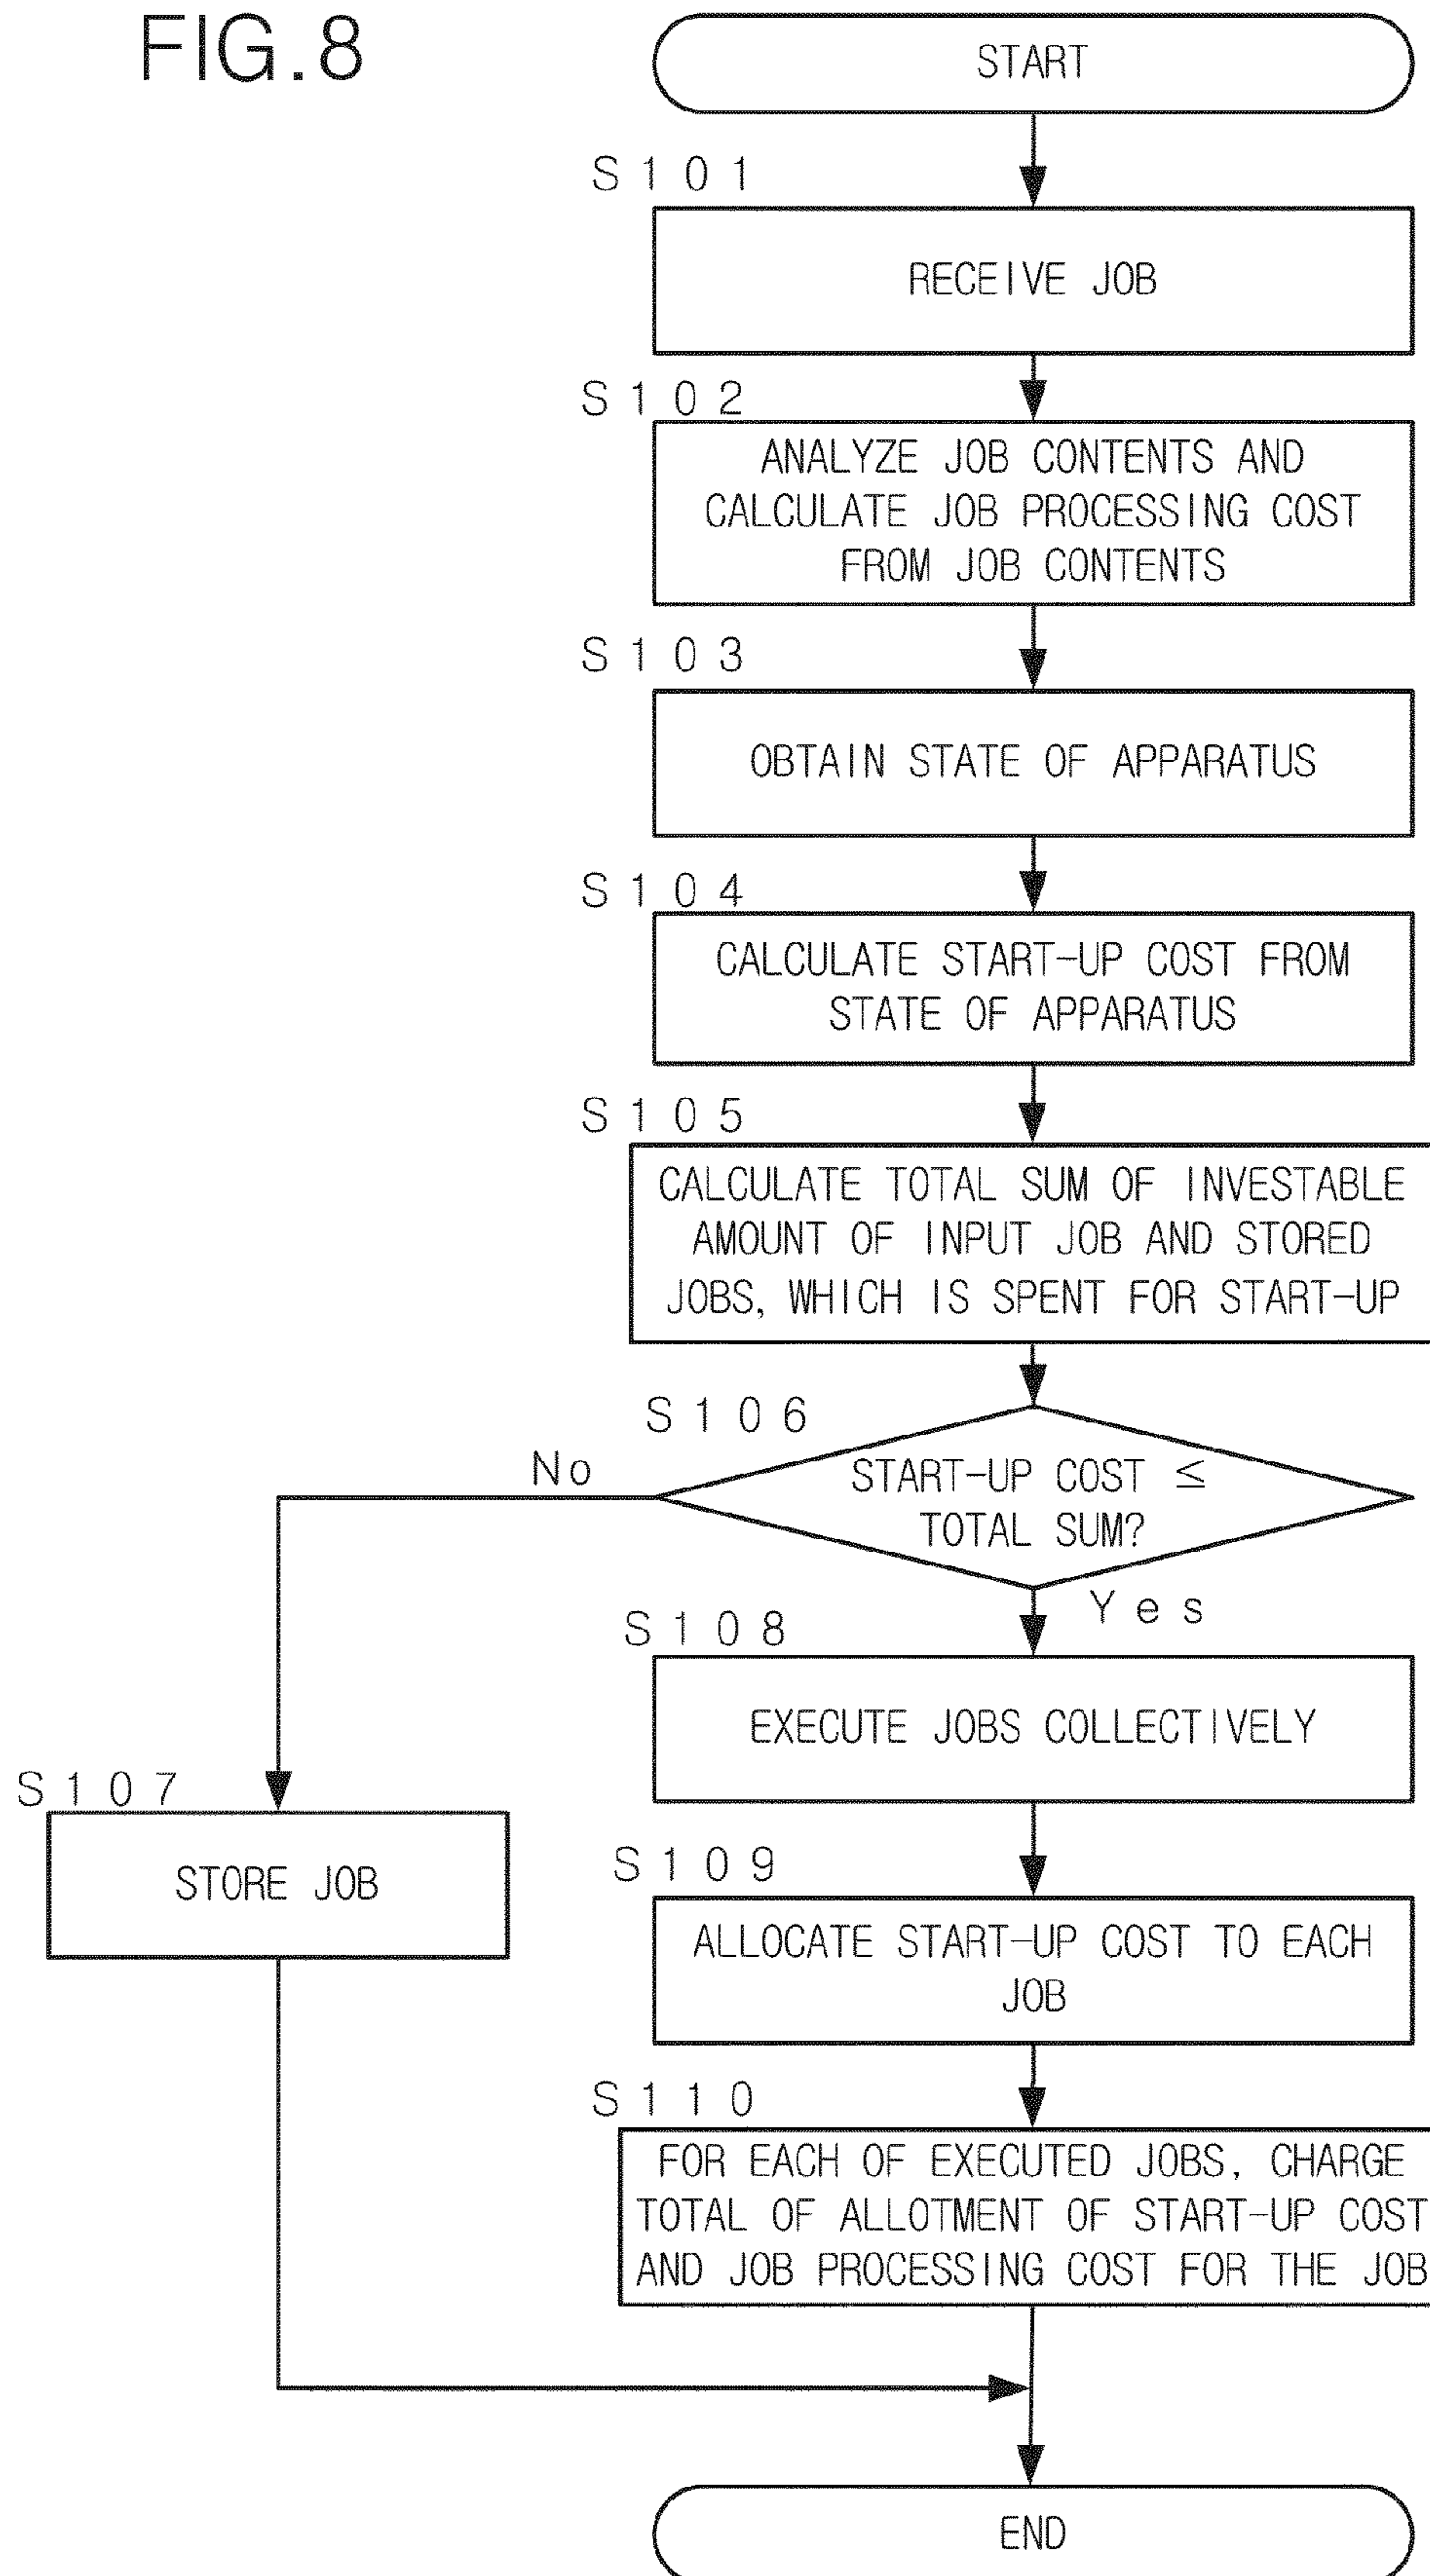 FIG.8
START
S101
RECEIVE JOB
S102
ANALYZE JOB CONTENTS AND
CALCULATE JOB PROCESSING COST
FROM JOB CONTENTS
S103
OBTAIN STATE OF APPARATUS
S104
CALCULATE START-UP COST FROM
STATE OF APPARATUS
S105
CALCULATE TOTAL SUM OF INVESTABLE
AMOUNT OF INPUT JOB AND STORED
JOBS, WHICH IS SPENT FOR START-UP
S106
No
START-UP COST ≤
TOTAL SUM?
Yes
S108
EXECUTE JOBS COLLECTIVELY
S107
STORE JOB
S109
ALLOCATE START-UP COST TO EACH
JOB
S110
FOR EACH OF EXECUTED JOBS, CHARGE
TOTAL OF ALLOTMENT OF START-UP COST
AND JOB PROCESSING COST FOR THE JOB
END